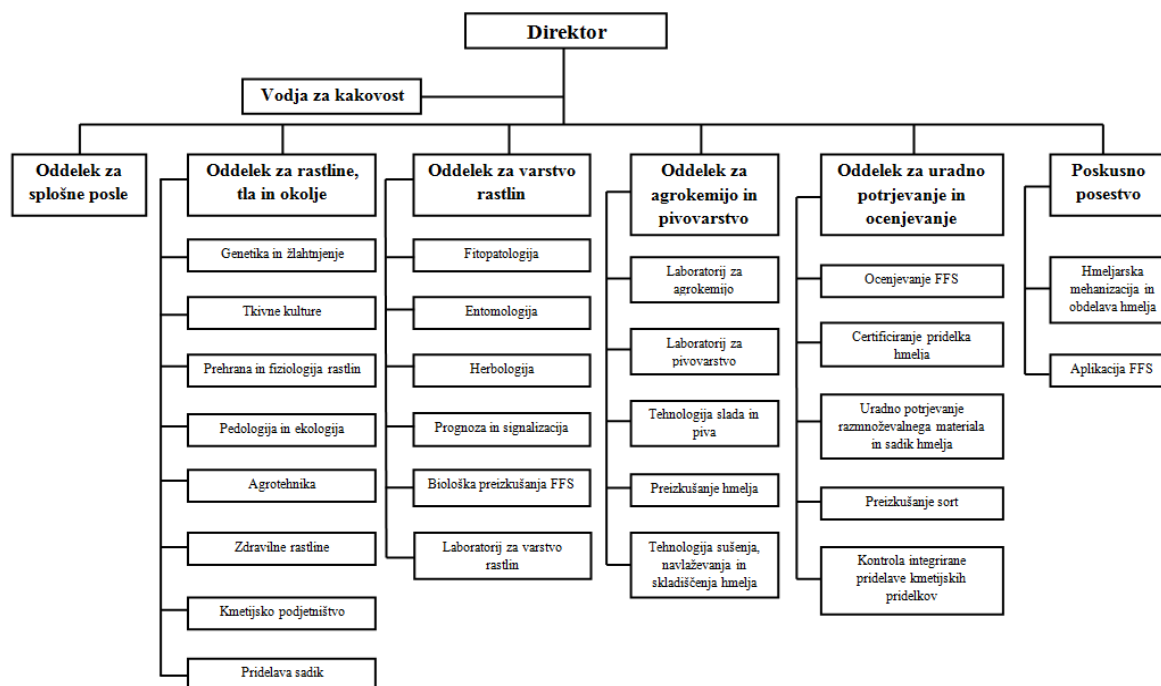 Direktor
Vodja za kakovost
Oddelek za
splošne posle
Oddelek za rastline,
tla in okolje
Genetika in žlahtnjenje
Tkivne kulture
Prehrana in fiziologija rastlin
Pedologija in ekologija
Agrotehnika
Zdravilne rastline
Kmetijsko podjetništvo
Pridelava sadik
Oddelek za varstvo
rastlin
Fitopatologija
Entomologija
Herbologija
Prognoza in signalizacija
Biološka preizkušanja FFS
Laboratorij za varstvo
rastlin
Oddelek za
agrokemijo in
pivovarstvo
Laboratorij za
agrokemijo
Laboratorij za
pivovarstvo
Tehnologija slada in
piva
Preizkušanje hmelja
Tehnologija sušenja,
navlaževanja in
skladiščenja hmelja
Oddelek za uradno
potrjevanje in
ocenjevanje
Ocenjevanje FFS
Certificiranje pridelka
hmelja
Uradno potrjevanje
razmnoževalnega materiala
in sadik hmelja
Preizkušanje sort
Kontrola integrirane
pridelave kmetijskih
pridelkov
Poskusno
posestvo
Hmeljarska
mehanizacija in
obdelava hmelja
Aplikacija FFS